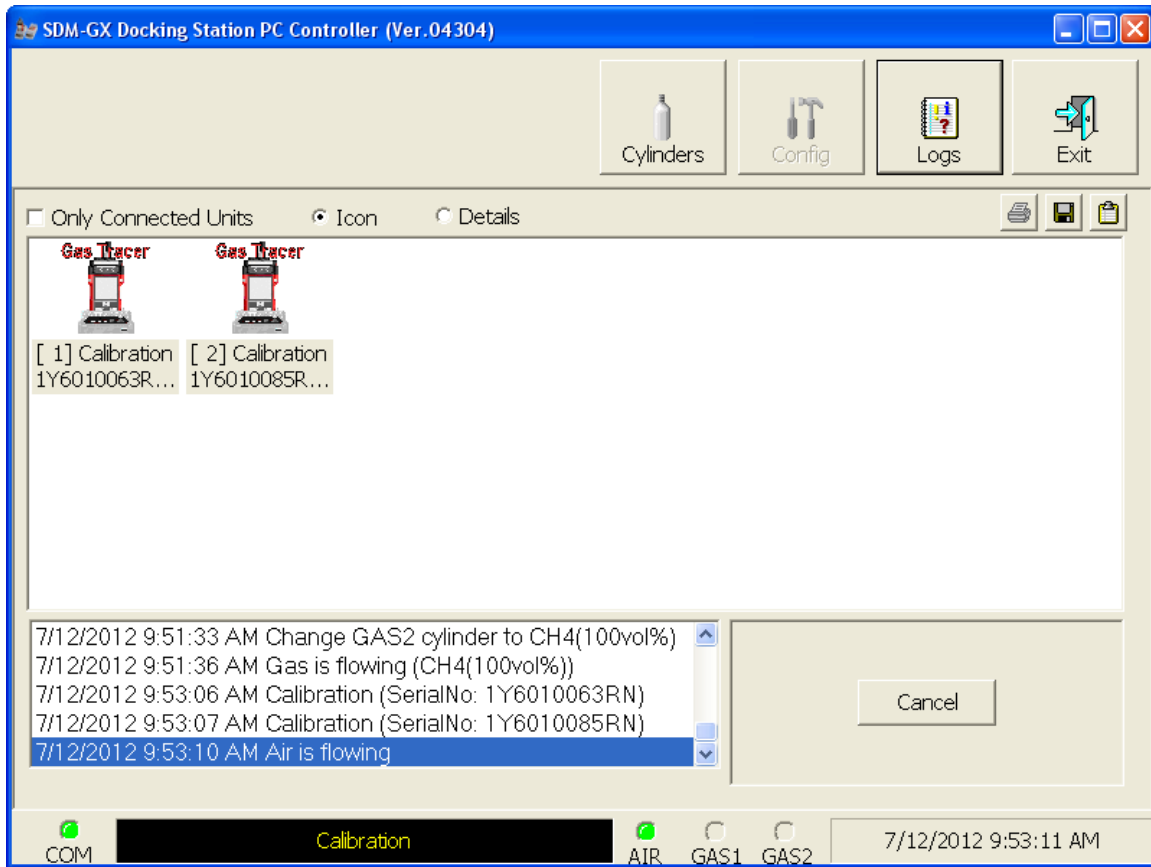 SDM-GX Docking Station PC Controller (Ver.04304)
Cylinders
Config
Logs
Exit
Only Connected Units
Icon
Details
Gas Tracer
Gas Tracer
[ 1] Calibration
1Y6010063R...
[ 2] Calibration
1Y6010085R...
7/12/2012 9:51:33 AM Change GAS2 cylinder to CH4(100vol%)
7/12/2012 9:51:36 AM Gas is flowing (CH4(100vol%))
7/12/2012 9:53:06 AM Calibration (SerialNo: 1Y6010063RN)
7/12/2012 9:53:07 AM Calibration (SerialNo: 1Y6010085RN)
7/12/2012 9:53:10 AM Air is flowing
Cancel
COM
Calibration
AIR
GAS1
GAS2
7/12/2012 9:53:11 AM